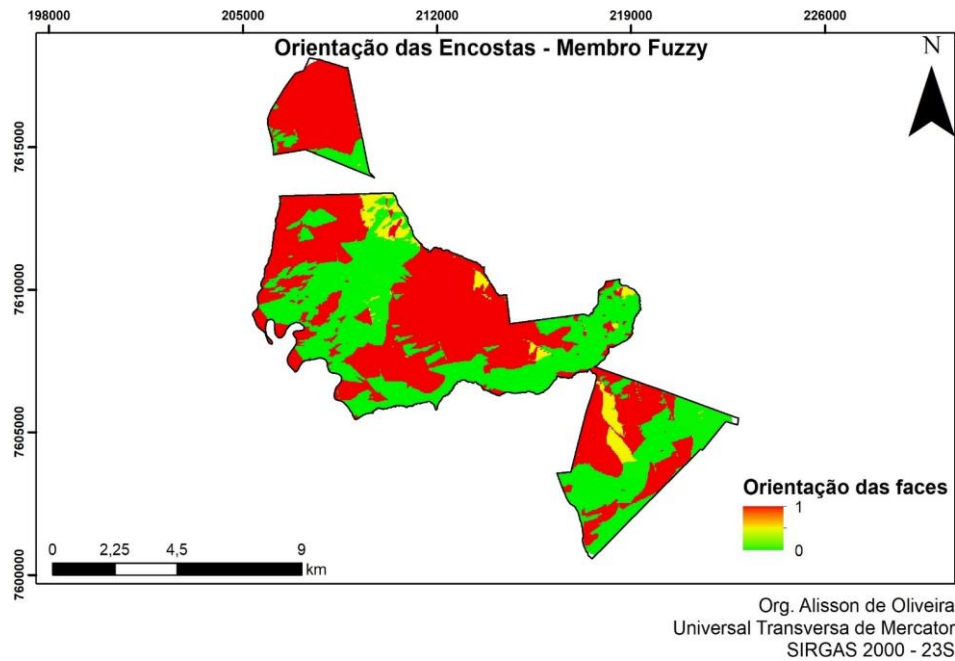 198000 205000 212000 219000 226000
Orientação das Encostas - Membro Fuzzy
N
7615000
7610000
7605000
7600000
Orientação das faces
1
0
0 2,25 4,5 9
km
Org. Alisson de Oliveira
Universal Transversa de Mercator
SIRGAS 2000 - 23S